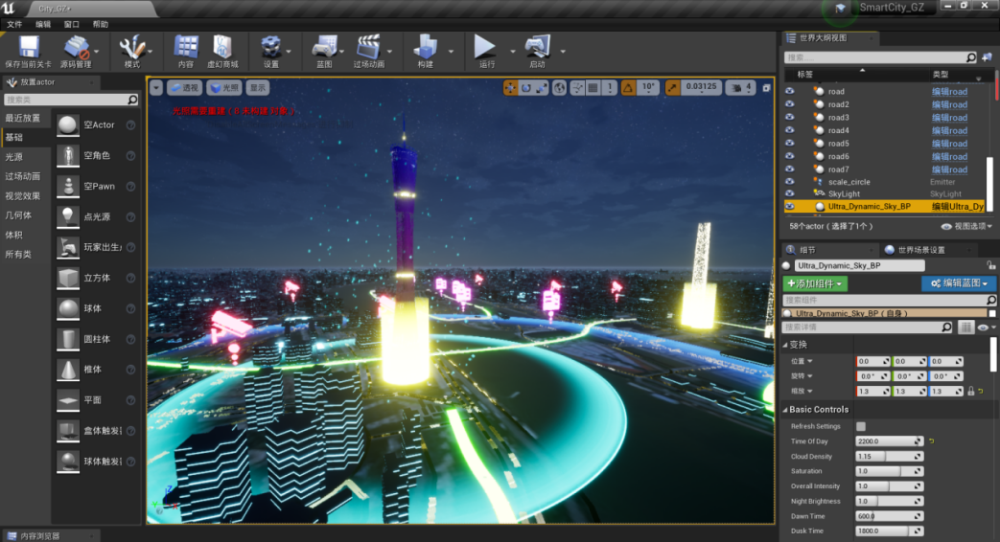 City_GZ*
SmartCity_GZ
文件 编辑 窗口 帮助
保存当前关卡 源码管理 模式 内容 虚幻商城 设置 蓝图 过场动画 构建 运行 启动
放置actor
搜索类
最近放置
基础
光源
过场动画
视觉效果
几何体
体积
所有类
空Actor
空角色
空Pawn
点光源
玩家出生
立方体
球体
圆柱体
椎体
平面
盒体触发
球体触发
透视 光照 显示
1 10° 0.03125 4
光照需要重建（8 未构建 对象）
世界大纲视图
搜索...
标签 类型
road 编辑road
road2 编辑road
road3 编辑road
road4 编辑road
road5 编辑road
road6 编辑road
road7 编辑road
scale_circle Emitter
SkyLight SkyLight
Ultra_Dynamic_Sky_BP 编辑Ultra_Dy
58个actor（选择了1个） 视图选项
细节 世界场景设置
Ultra_Dynamic_Sky_BP
+添加组件 编辑蓝图
搜索组件
Ultra_Dynamic_Sky_BP（自身）
搜索详情
变换
位置 0.0 0.0 0.0
旋转 0.0° 0.0° 0.0°
缩放 1.3 1.3 1.3
Basic Controls
Refresh Settings
Time Of Day 2200.0
Cloud Density 1.15
Saturation 1.0
Overall Intensity 1.0
Night Brightness 1.0
Dawn Time 600.0
Dusk Time 1800.0
内容浏览器